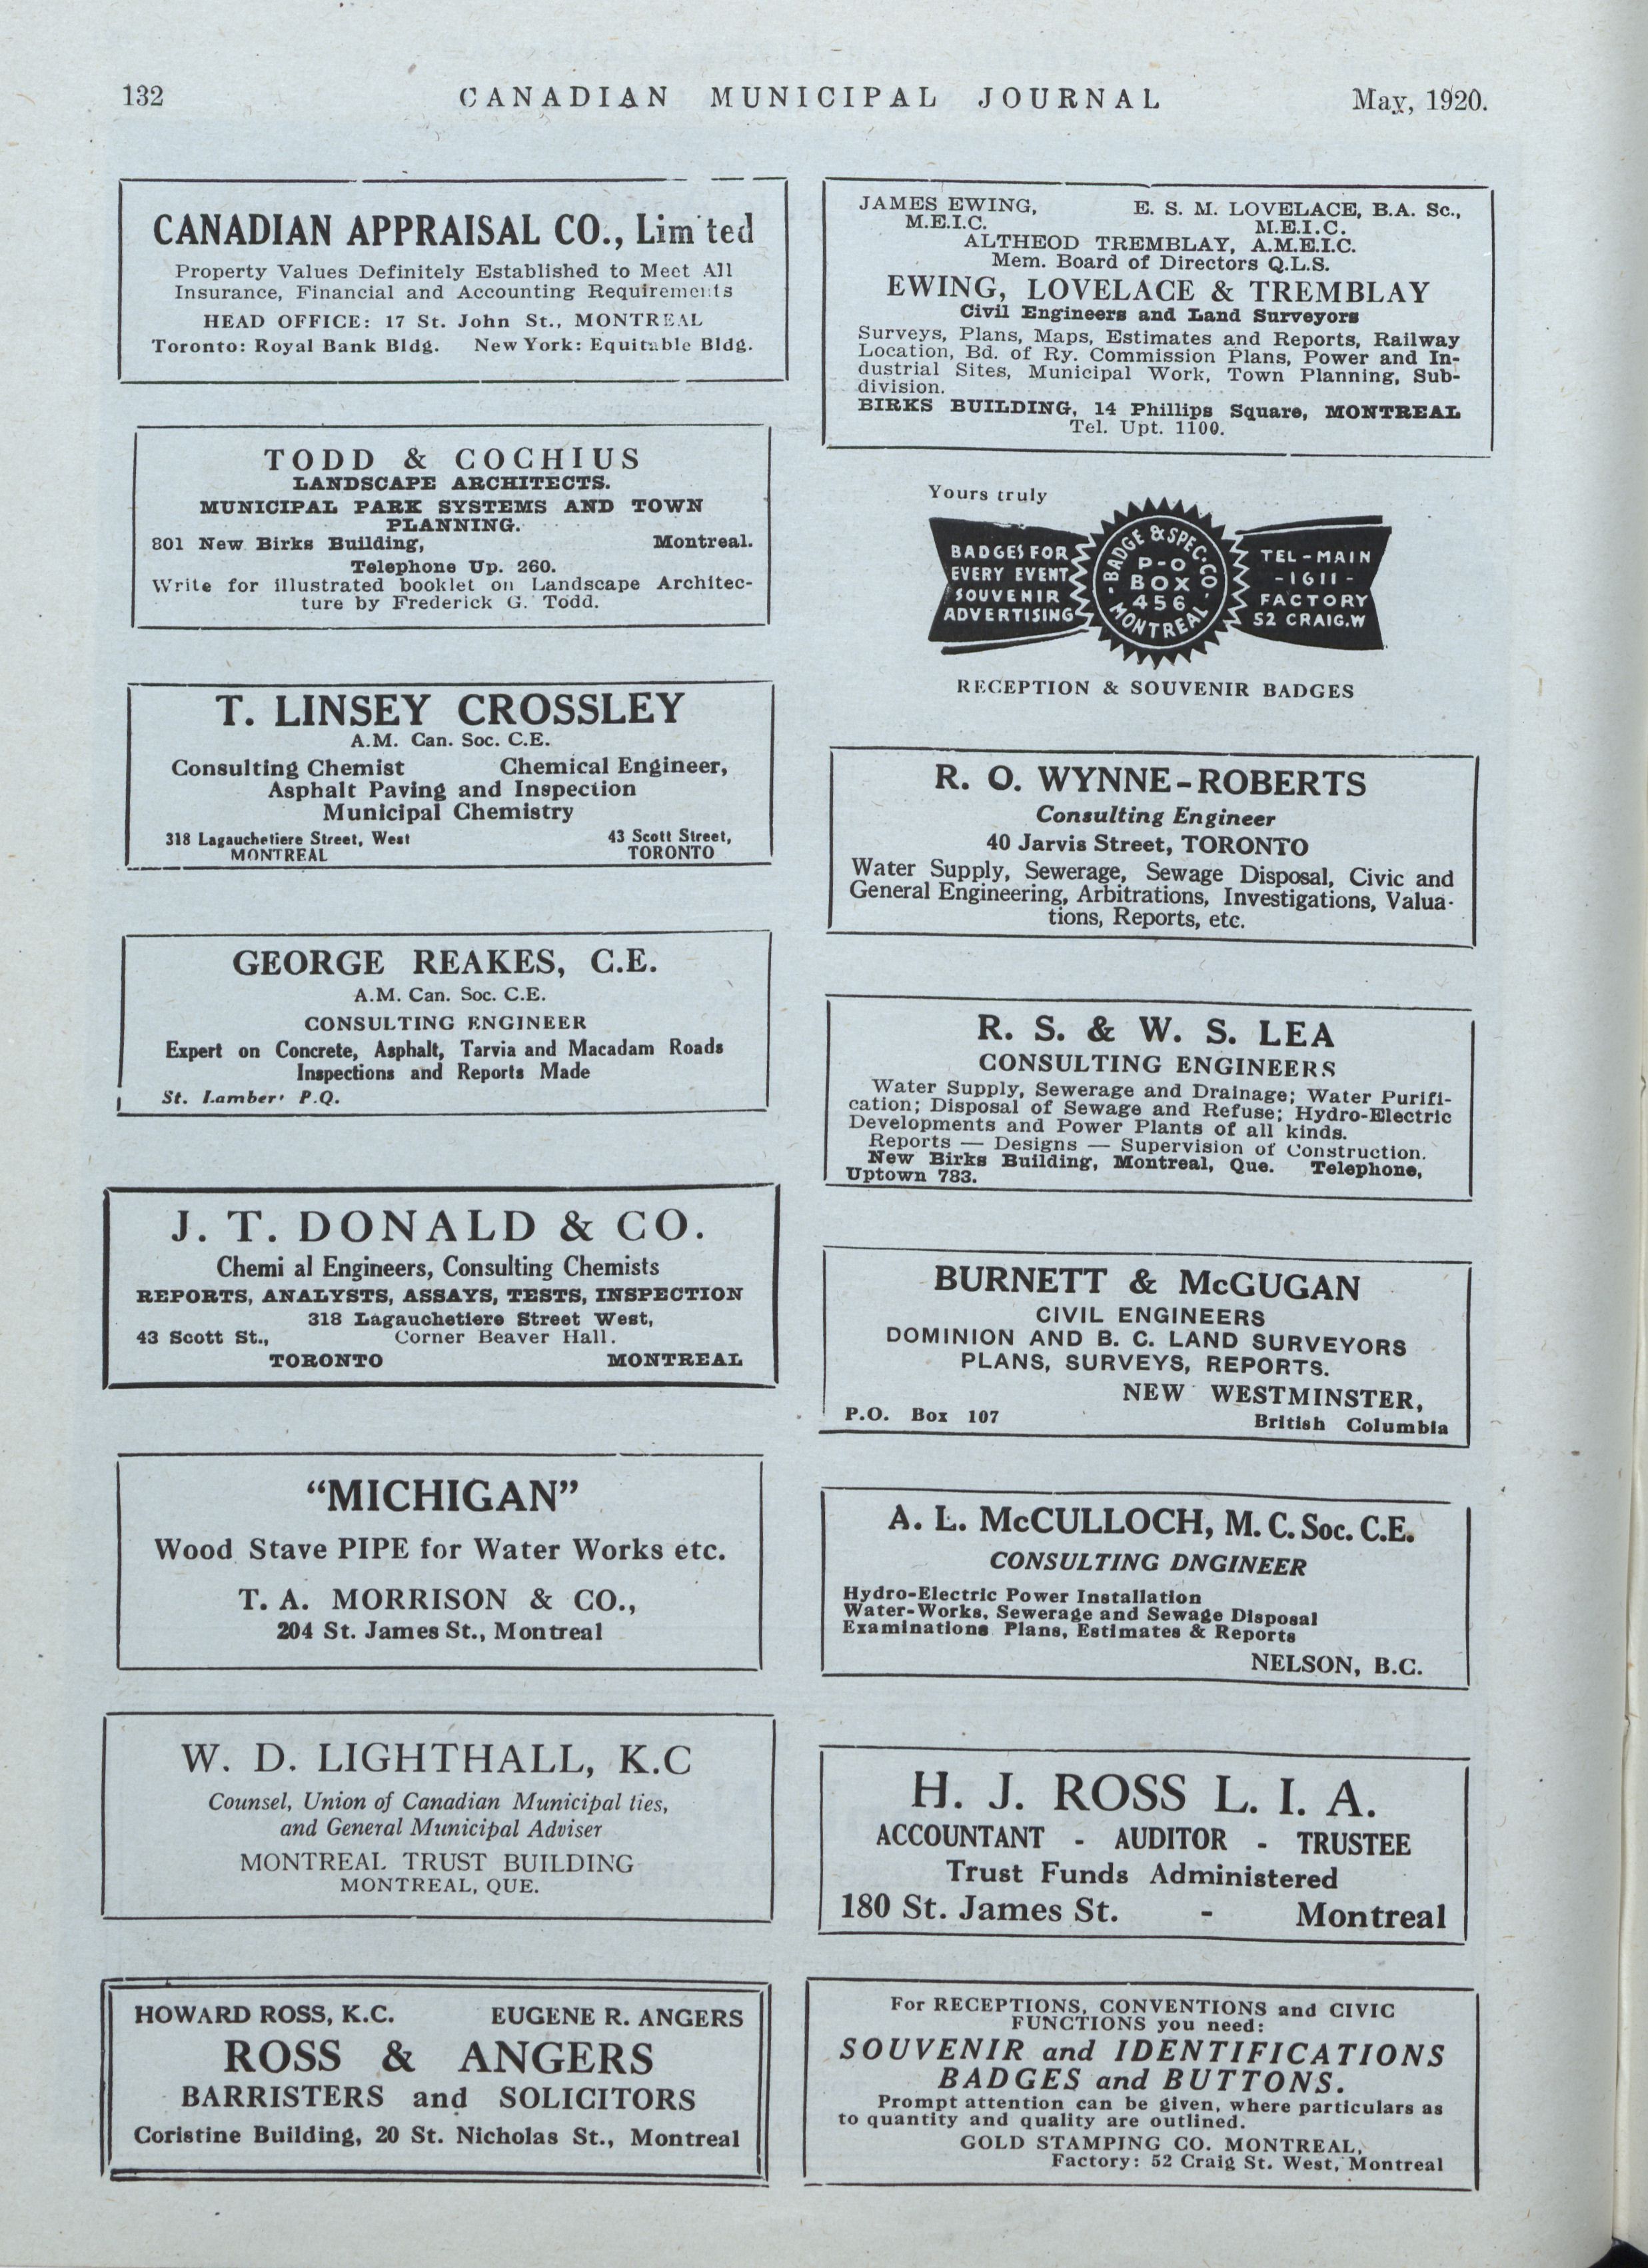 132
CANADIAN MUNICIPAL JOURNAL
May, 1920.
CANADIAN APPRAISAL CO., Lim ted
Property Values Definitely Established to Meet All
Insurance, Financial and Accounting Requirements
HEAD OFFICE: 17 St. John St., MONTREAL
Toronto: Royal Bank Bldg. New York: Equitable Bldg.
TODD & COCHIUS
LANDSCAPE ARCHITECTS.
MUNICIPAL PARK SYSTEMS AND TOWN
PLANNING.
801 New Birks Building, Montreal.
Telephone Up. 260.
Write for illustrated booklet on Landscape Architec-
ture by Frederick G. Todd.
T. LINSEY CROSSLEY
A.M. Can. Soc. C.E.
Consulting Chemist Chemical Engineer,
Asphalt Paving and Inspection
Municipal Chemistry
318 Lagauchetiere Street, West 43 Scott Street,
MONTREAL TORONTO
GEORGE REAKES, C.E.
A.M. Can. Soc. C.E.
CONSULTING ENGINEER
Expert on Concrete, Asphalt, Tarvia and Macadam Roads
Inspections and Reports Made
St. Lamber' P.Q.
J. T. DONALD & CO.
Chemi al Engineers, Consulting Chemists
REPORTS, ANALYSTS, ASSAYS, TESTS, INSPECTION
318 Lagauchetiere Street West,
43 Scott St., Corner Beaver Hall.
TORONTO MONTREAL
"MICHIGAN"
Wood Stave PIPE for Water Works etc.
T. A. MORRISON & CO.,
204 St. James St., Montreal
W. D. LIGHTHALL, K.C
Counsel, Union of Canadian Municipal ties,
and General Municipal Adviser
MONTREAL TRUST BUILDING
MONTREAL, QUE.
HOWARD ROSS, K.C. EUGENE R. ANGERS
ROSS & ANGERS
BARRISTERS and SOLICITORS
Coristine Building, 20 St. Nicholas St., Montreal
JAMES EWING, E. S. M. LOVELACE, B.A. Sc.,
M.E.I.C. M.E.I.C.
ALTHEOD TREMBLAY, A.M.E.I.C.
Mem. Board of Directors Q.L.S.
EWING, LOVELACE & TREMBLAY
Civil Engineers and Land Surveyors
Surveys, Plans, Maps, Estimates and Reports, Railway
Location, Bd. of Ry. Commission Plans, Power and In-
dustrial Sites, Municipal Work, Town Planning, Sub-
division.
BIRKS BUILDING, 14 Phillips Square, MONTREAL
Tel. Upt. 1100.
Yours truly
BADGES FOR
EVERY EVENT
SOUVENIR
ADVERTISING
BADGE & SPEC-CO
P-O
BOX
456
MONTREAL
TEL-MAIN
-1611-
FACTORY
52 CRAIG.W
RECEPTION & SOUVENIR BADGES
R. O. WYNNE-ROBERTS
Consulting Engineer
40 Jarvis Street, TORONTO
Water Supply, Sewerage, Sewage Disposal, Civic and
General Engineering, Arbitrations, Investigations, Valua-
tions, Reports, etc.
R. S. & W. S. LEA
CONSULTING ENGINEERS
Water Supply, Sewerage and Drainage; Water Purifi-
cation; Disposal of Sewage and Refuse; Hydro-Electric
Developments and Power Plants of all kinds.
Reports — Designs — Supervision of Construction.
New Birks Building, Montreal, Que. Telephone,
Uptown 783.
BURNETT & McGUGAN
CIVIL ENGINEERS
DOMINION AND B. C. LAND SURVEYORS
PLANS, SURVEYS, REPORTS.
NEW WESTMINSTER,
P.O. Box 107 British Columbia
A. L. McCULLOCH, M. C. Soc. C.E.
CONSULTING DNGINEER
Hydro-Electric Power Installation
Water-Works, Sewerage and Sewage Disposal
Examinations Plans, Estimates & Reports
NELSON, B.C.
H. J. ROSS L. I. A.
ACCOUNTANT - AUDITOR - TRUSTEE
Trust Funds Administered
180 St. James St. - Montreal
For RECEPTIONS, CONVENTIONS and CIVIC
FUNCTIONS you need:
SOUVENIR and IDENTIFICATIONS
BADGES and BUTTONS.
Prompt attention can be given, where particulars as
to quantity and quality are outlined.
GOLD STAMPING CO. MONTREAL,
Factory: 52 Craig St. West, Montreal